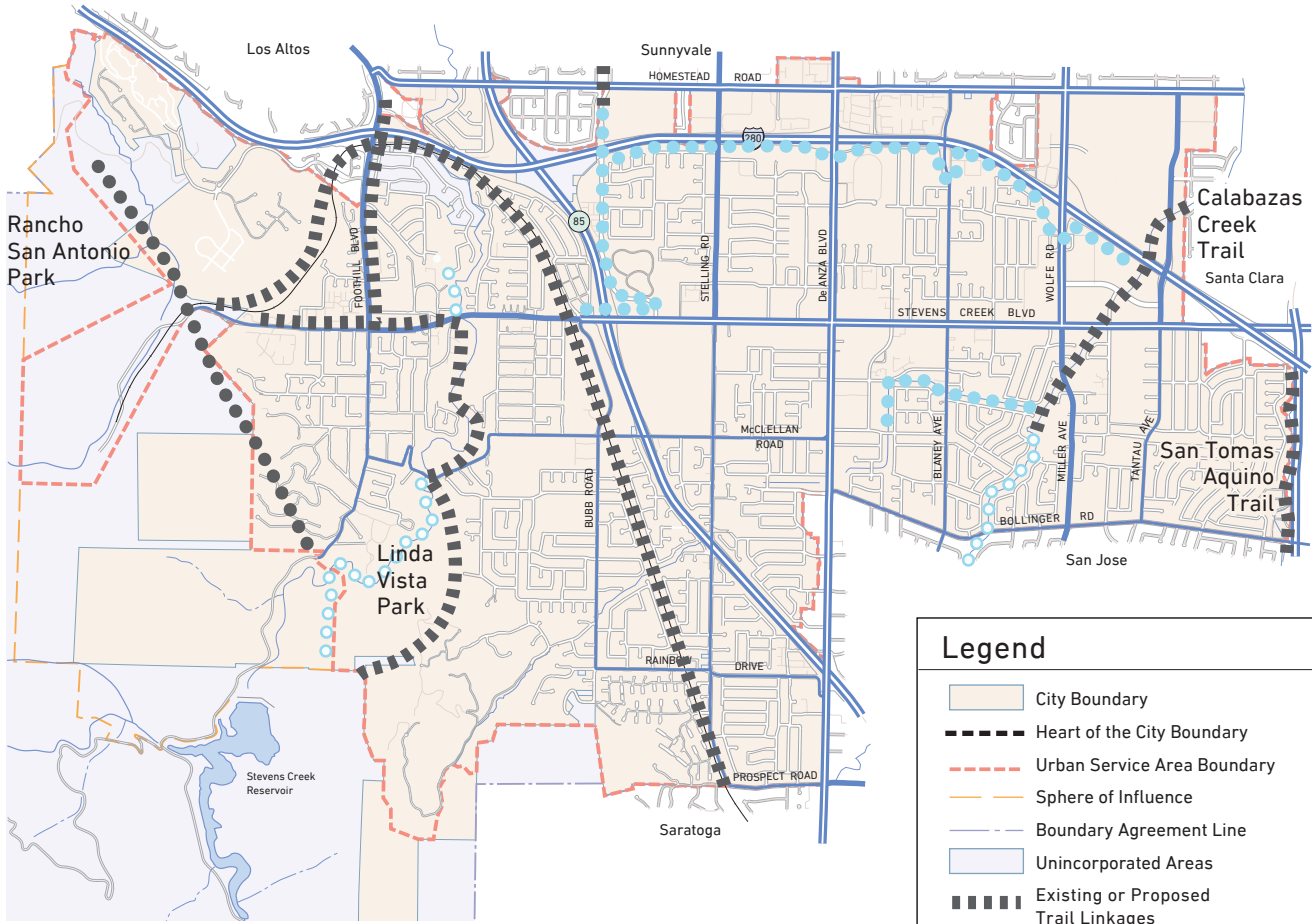 Los Altos
Sunnyvale
HOMESTEAD ROAD
280
Rancho
San Antonio
Park
FOOTHILL BLVD
85
STELLING RD
De ANZA BLVD
WOLFE RD
Calabazas
Creek
Trail
Santa Clara
STEVENS CREEK BLVD
McCLELLAN
ROAD
BLANEY AVE
MILLER AVE
TANTAU AVE
San Tomas
Aquino
Trail
BUBB ROAD
BOLLINGER RD
San Jose
Linda
Vista
Park
RAINBOW DRIVE
Stevens Creek
Reservoir
PROSPECT ROAD
Saratoga
Legend
City Boundary
Heart of the City Boundary
Urban Service Area Boundary
Sphere of Influence
Boundary Agreement Line
Unincorporated Areas
Existing or Proposed
Trail Linkages